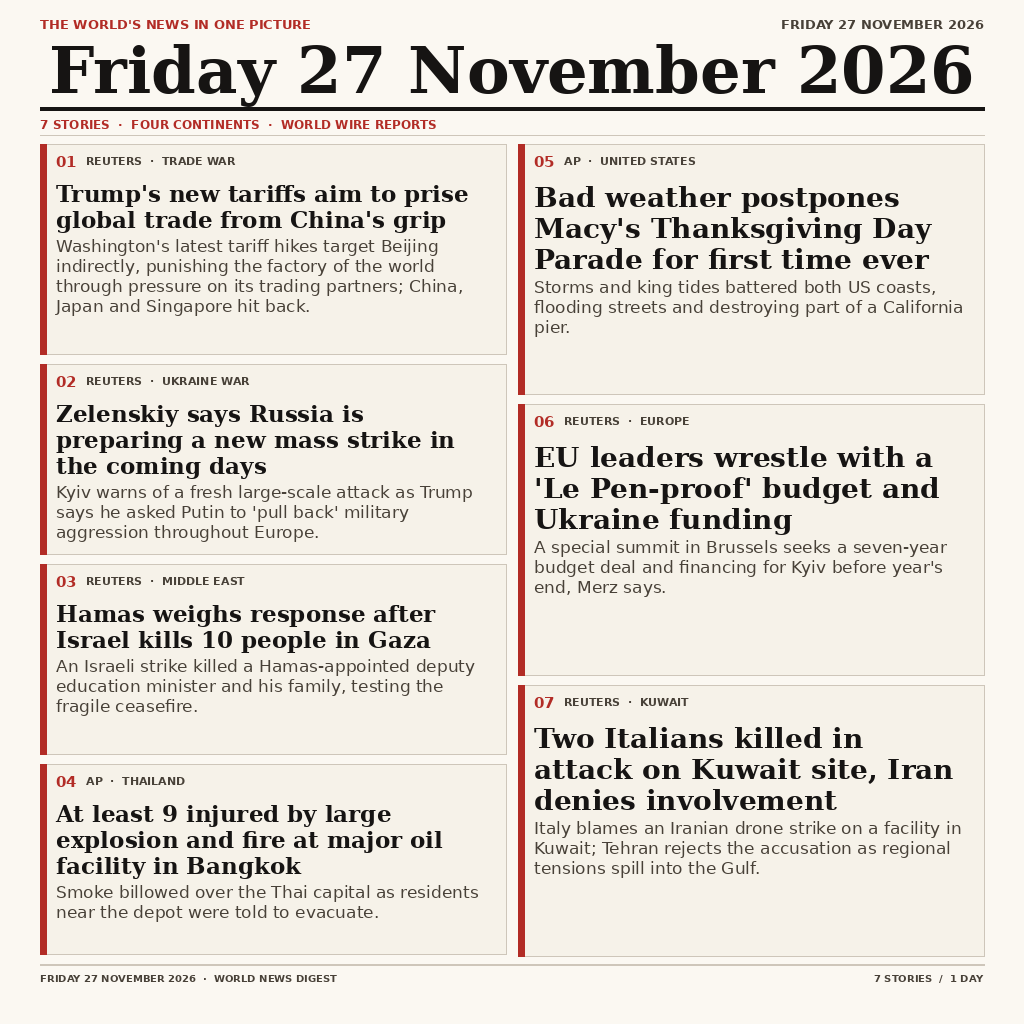 THE WORLD'S NEWS IN ONE PICTURE
FRIDAY 27 NOVEMBER 2026
Friday 27 November 2026
7 STORIES · FOUR CONTINENTS · WORLD WIRE REPORTS
01 REUTERS · TRADE WAR
Trump's new tariffs aim to prise
global trade from China's grip
Washington's latest tariff hikes target Beijing
indirectly, punishing the factory of the world
through pressure on its trading partners; China,
Japan and Singapore hit back.
02 REUTERS · UKRAINE WAR
Zelenskiy says Russia is
preparing a new mass strike in
the coming days
Kyiv warns of a fresh large-scale attack as Trump
says he asked Putin to 'pull back' military
aggression throughout Europe.
03 REUTERS · MIDDLE EAST
Hamas weighs response after
Israel kills 10 people in Gaza
An Israeli strike killed a Hamas-appointed deputy
education minister and his family, testing the
fragile ceasefire.
04 AP · THAILAND
At least 9 injured by large
explosion and fire at major oil
facility in Bangkok
Smoke billowed over the Thai capital as residents
near the depot were told to evacuate.
05 AP · UNITED STATES
Bad weather postpones
Macy's Thanksgiving Day
Parade for first time ever
Storms and king tides battered both US coasts,
flooding streets and destroying part of a California
pier.
06 REUTERS · EUROPE
EU leaders wrestle with a
'Le Pen-proof' budget and
Ukraine funding
A special summit in Brussels seeks a seven-year
budget deal and financing for Kyiv before year's
end, Merz says.
07 REUTERS · KUWAIT
Two Italians killed in
attack on Kuwait site, Iran
denies involvement
Italy blames an Iranian drone strike on a facility in
Kuwait; Tehran rejects the accusation as regional
tensions spill into the Gulf.
FRIDAY 27 NOVEMBER 2026 · WORLD NEWS DIGEST
7 STORIES / 1 DAY